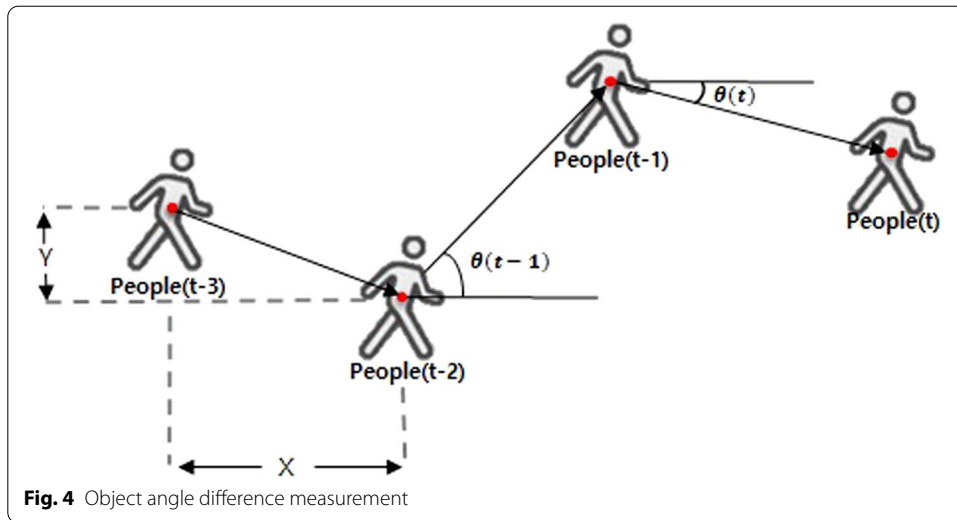 θ(t)
People(t-1)
People(t)
Y
θ(t − 1)
People(t-3)
People(t-2)
X
Fig. 4 Object angle difference measurement